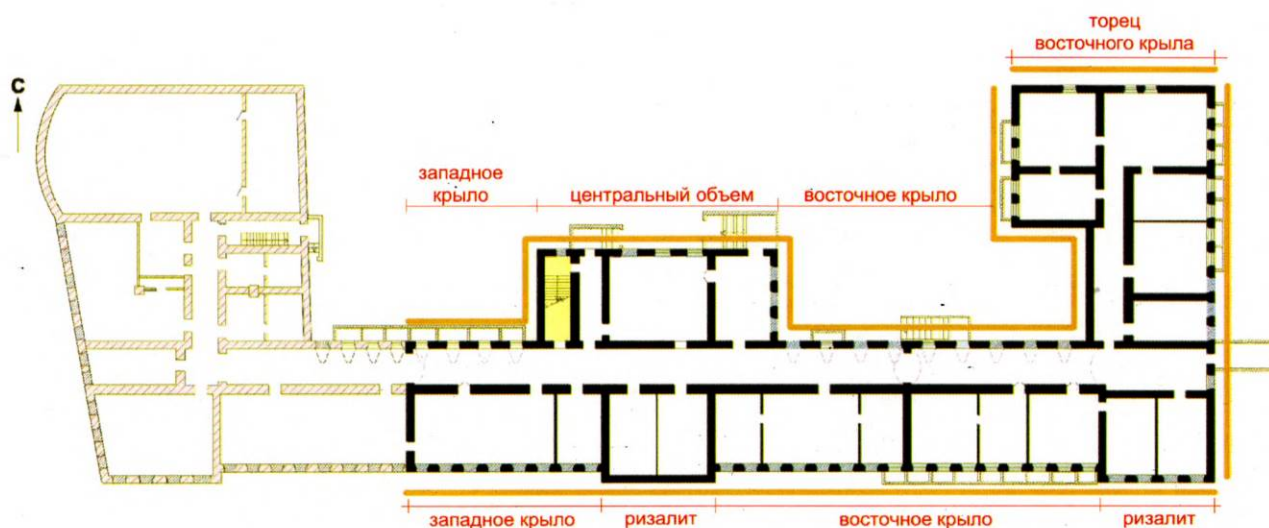 торец
восточного крыла
С
западное
крыло
центральный объем
восточное крыло
западное крыло
ризалит
восточное крыло
ризалит